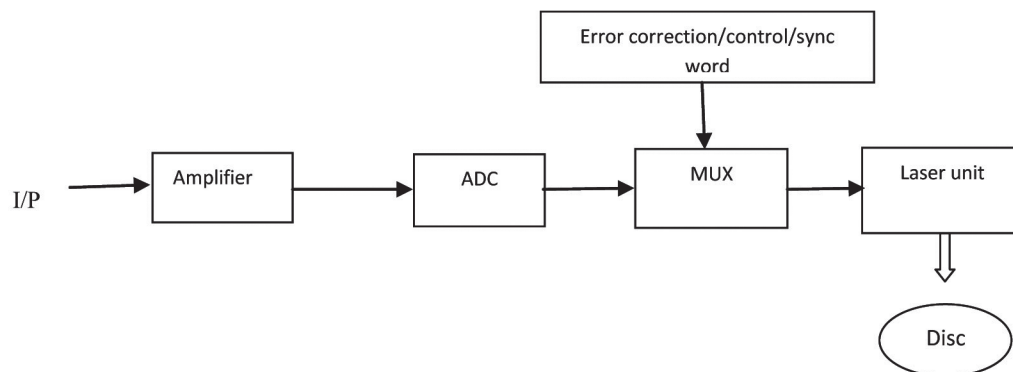 Error correction/control/sync
word
I/P
Amplifier
ADC
MUX
Laser unit
Disc